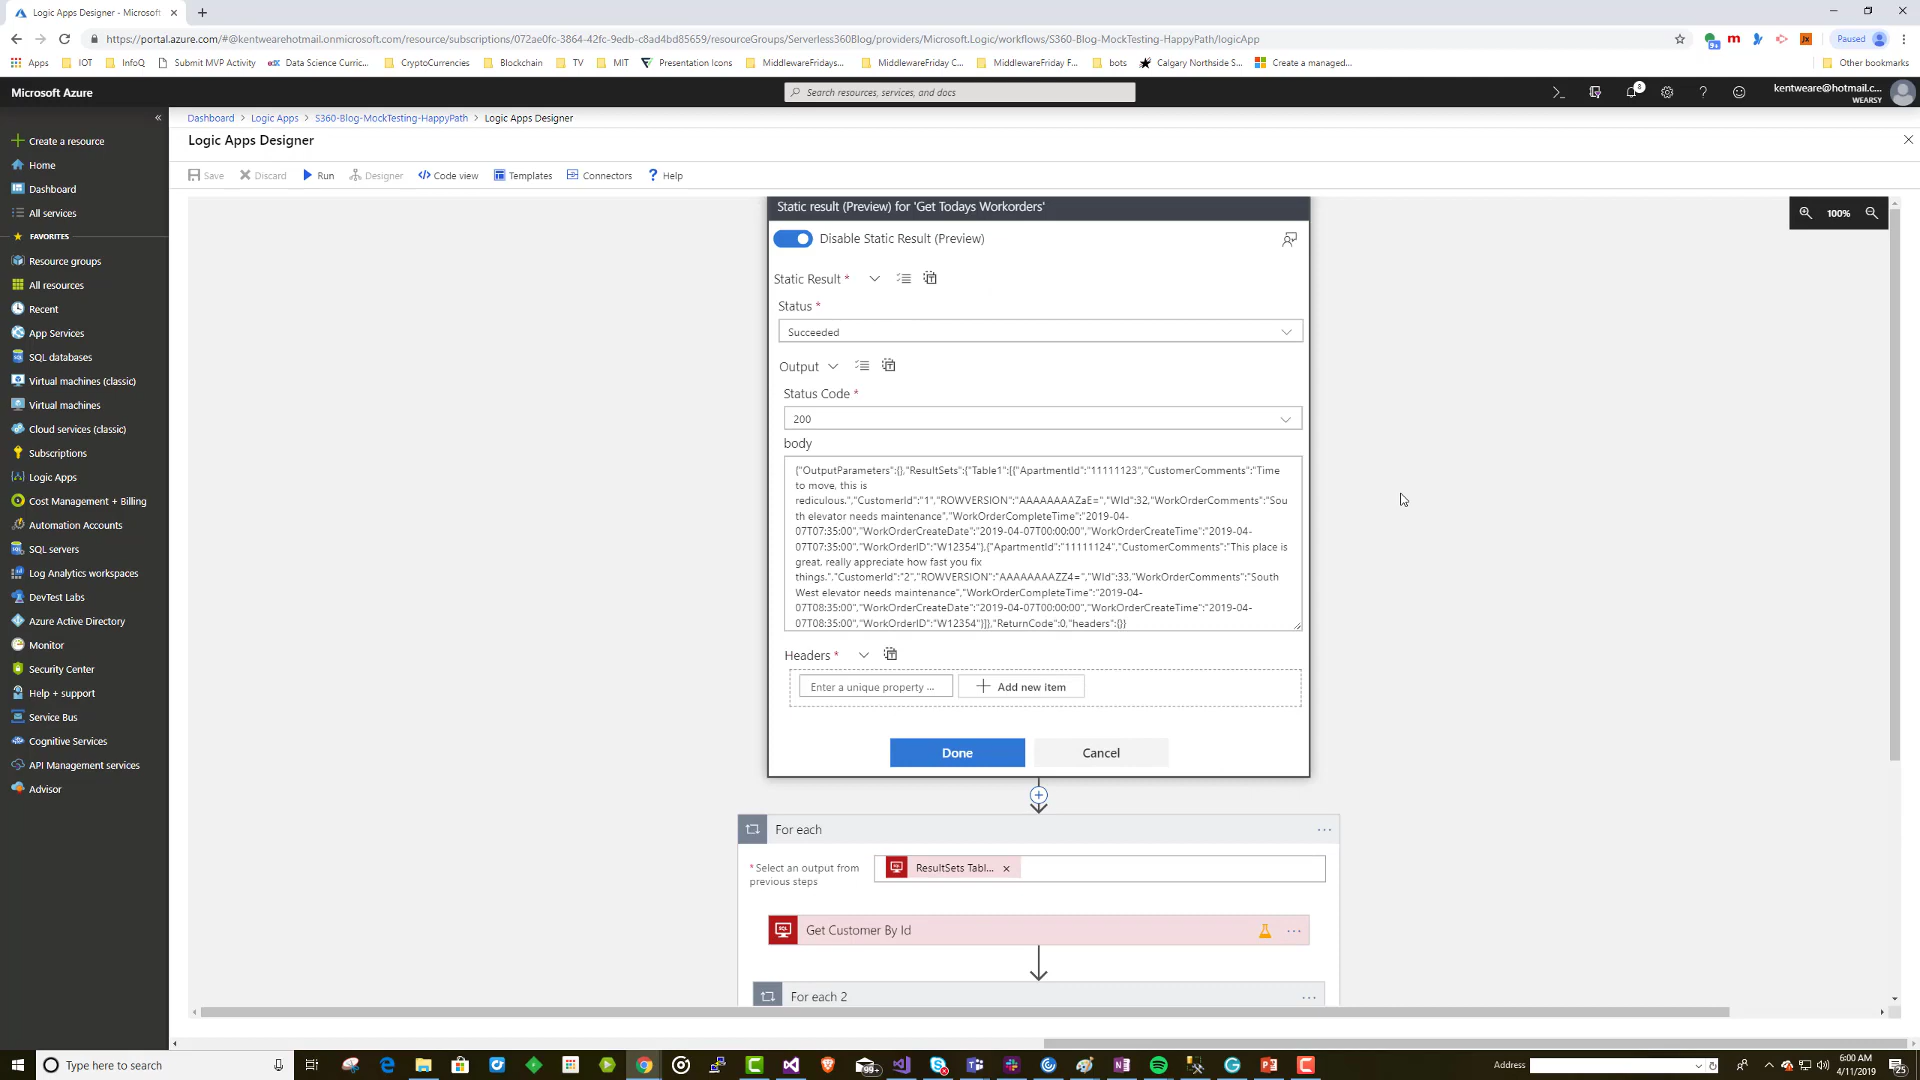 Logic Apps Designer - Microsoft
https://portal.azure.com/#@kentwearehotmail.onmicrosoft.com/resource/subscriptions/072ae0fc-3864-42fc-9edb-c8ad4bd85659/resourceGroups/Serverless360Blog/providers/Microsoft.Logic/workflows/S360-Blog-MockTesting-HappyPath/logicApp
9+
m
JX
Paused
Apps
IOT
InfoQ
Submit MVP Activity
Data Science Curric...
CryptoCurrencies
Blockchain
TV
MIT
Presentation Icons
MiddlewareFridays...
MiddlewareFriday C...
MiddlewareFriday F...
bots
Calgary Northside S...
Create a managed...
Other bookmarks
Microsoft Azure
Search resources, services, and docs
kentweare@hotmail.c...
WEARSY
Dashboard > Logic Apps > S360-Blog-MockTesting-HappyPath > Logic Apps Designer
Logic Apps Designer
Save
Discard
Run
Designer
Code view
Templates
Connectors
Help
Create a resource
Home
Dashboard
All services
FAVORITES
Resource groups
All resources
Recent
App Services
SQL databases
Virtual machines (classic)
Virtual machines
Cloud services (classic)
Subscriptions
Logic Apps
Cost Management + Billing
Automation Accounts
SQL servers
Log Analytics workspaces
DevTest Labs
Azure Active Directory
Monitor
Security Center
Help + support
Service Bus
Cognitive Services
API Management services
Advisor
100%
Static result (Preview) for 'Get Todays Workorders'
Disable Static Result (Preview)
Static Result *
Status *
Succeeded
Output
Status Code *
200
body
{"OutputParameters":{},"ResultSets":{"Table1":[{"ApartmentId":"11111123","CustomerComments":"Time
to move, this is
rediculous.","CustomerId":"1","ROWVERSION":"AAAAAAAAZaE=","WId":32,"WorkOrderComments":"Sou
th elevator needs maintenance","WorkOrderCompleteTime":"2019-04-
07T07:35:00","WorkOrderCreateDate":"2019-04-07T00:00:00","WorkOrderCreateTime":"2019-04-
07T07:35:00","WorkOrderID":"W12354"},{"ApartmentId":"11111124","CustomerComments":"This place is
great, really appreciate how fast you fix
things.","CustomerId":"2","ROWVERSION":"AAAAAAAAZZ4=","WId":33,"WorkOrderComments":"South
West elevator needs maintenance","WorkOrderCompleteTime":"2019-04-
07T08:35:00","WorkOrderCreateDate":"2019-04-07T00:00:00","WorkOrderCreateTime":"2019-04-
07T08:35:00","WorkOrderID":"W12354"}]},"ReturnCode":0,"headers":{}}
Headers *
Enter a unique property ...
Add new item
Done
Cancel
For each
* Select an output from
previous steps
ResultSets Tabl...
Get Customer By Id
For each 2
Type here to search
99+
Address
6:00 AM
4/11/2019
25